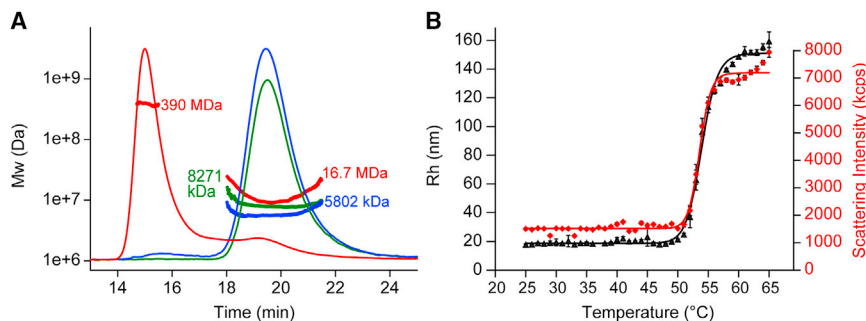 A
Mw (Da)
1e+9
1e+8
1e+7
1e+6
390 MDa
8271
kDa
16.7 MDa
5802 kDa
14
16
18
20
22
24
Time (min)
B
Rh (nm)
160
140
120
100
80
60
40
20
0
20
25
30
35
40
45
50
55
60
65
Temperature (°C)
8000
7000
6000
5000
4000
3000
2000
1000
0
Scattering Intensity (kcps)